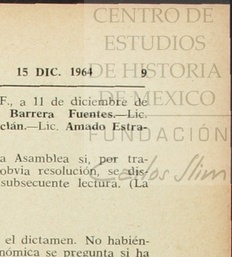 CENTRO DE
ESTUDIOS
DE HISTORIA
DE MEXICO
FUNDACIÓN
Carlos Slim
15 DIC. 1964 9
F., a 11 de diciembre de
Barrera Fuentes.—Lic.
elán.—Lic. Amado Estra-
a Asamblea si, por tra-
obvia resolución, se dis-
subsecuente lectura. (La
el dictamen. No habién-
nómica se pregunta si ha